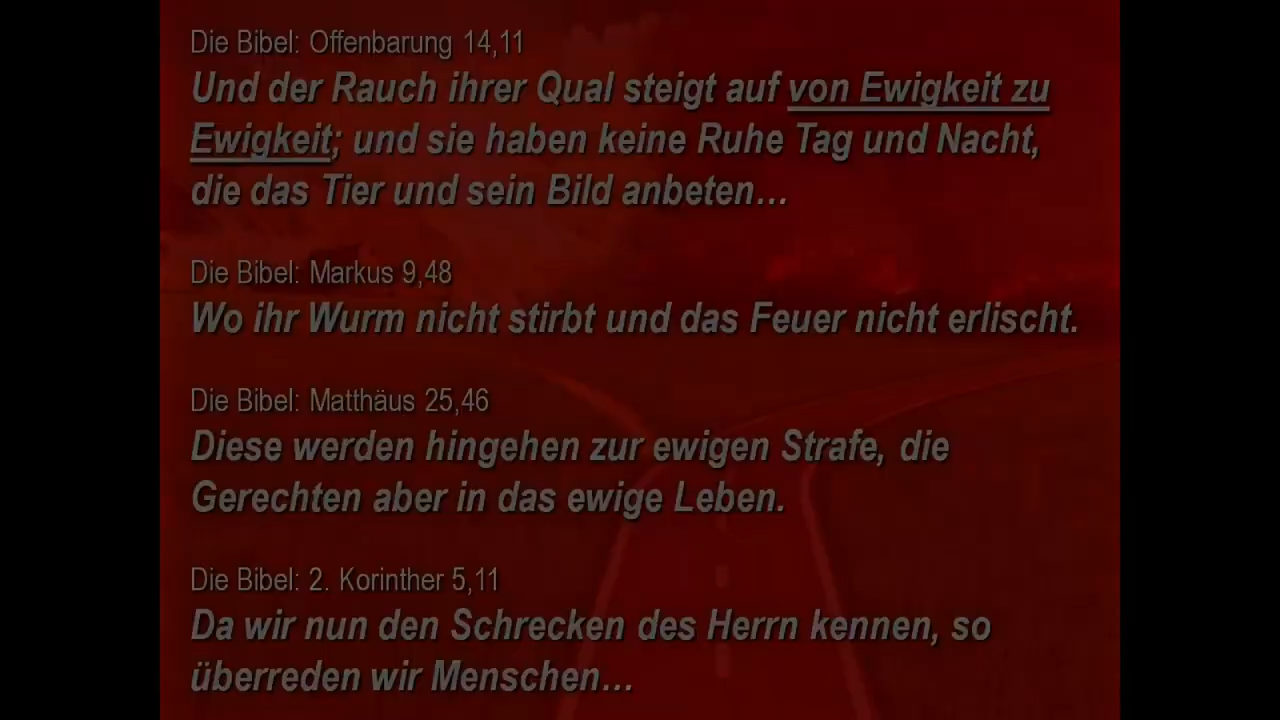 Die Bibel: Offenbarung 14,11
Und der Rauch ihrer Qual steigt auf von Ewigkeit zu
Ewigkeit; und sie haben keine Ruhe Tag und Nacht,
die das Tier und sein Bild anbeten…
Die Bibel: Markus 9,48
Wo ihr Wurm nicht stirbt und das Feuer nicht erlischt.
Die Bibel: Matthäus 25,46
Diese werden hingehen zur ewigen Strafe, die
Gerechten aber in das ewige Leben.
Die Bibel: 2. Korinther 5,11
Da wir nun den Schrecken des Herrn kennen, so
überreden wir Menschen…